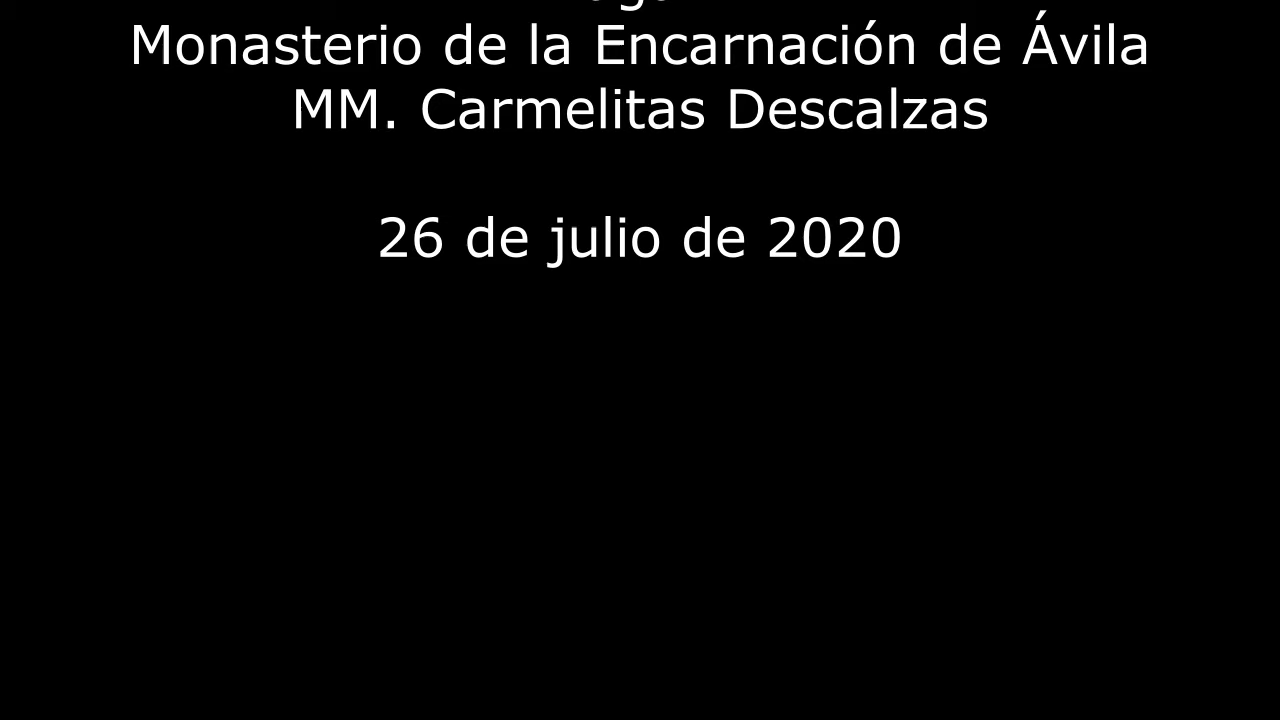 Monasterio de la Encarnación de Ávila
MM. Carmelitas Descalzas
26 de julio de 2020